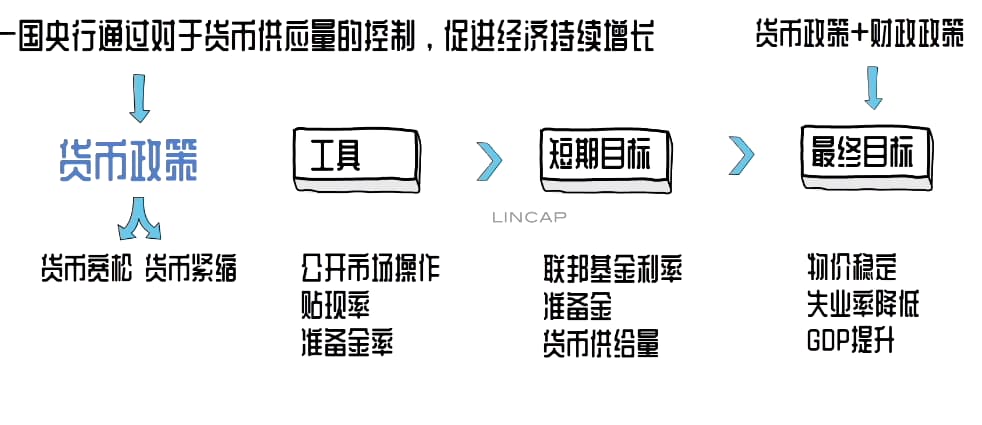 一国央行通过对于货币供应量的控制，促进经济持续增长
货币政策+财政政策
货币政策
工具
短期目标
最终目标
LINCAP
货币宽松 货币紧缩
公开市场操作
贴现率
准备金率
联邦基金利率
准备金
货币供给量
物价稳定
失业率降低
GDP提升